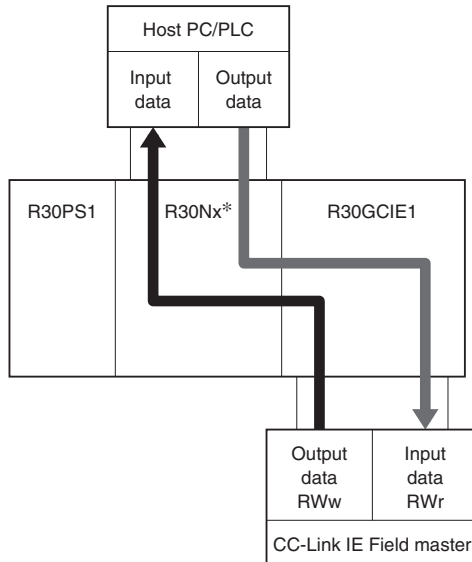 Host PC/PLC
Input
data
Output
data
R30PS1
R30Nx*
R30GCIE1
Output
data
RWw
Input
data
RWr
CC-Link IE Field master